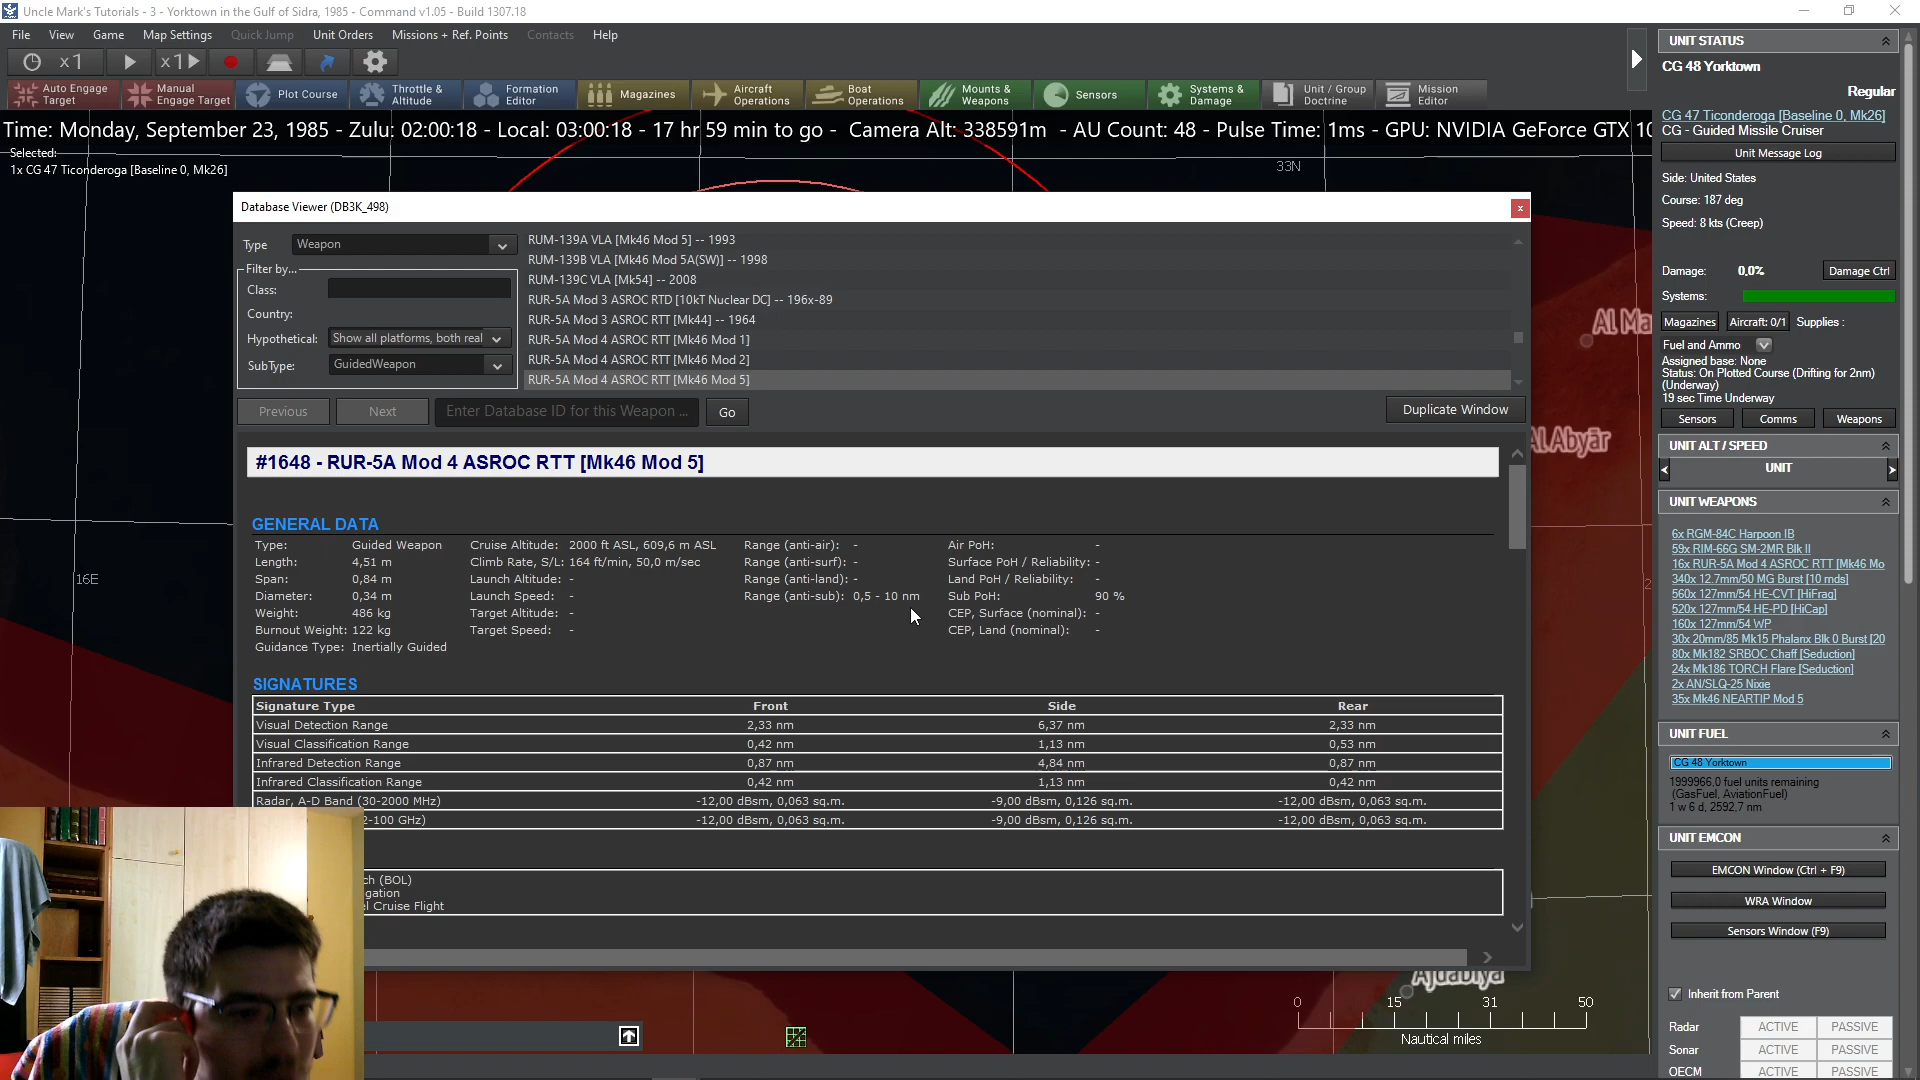 Uncle Mark's Tutorials - 3 - Yorktown in the Gulf of Sidra, 1985 - Command v1.05 - Build 1307.18
File View Game Map Settings Quick Jump Unit Orders Missions + Ref. Points Contacts Help
x1 x1
Auto Engage Target
Manual Engage Target
Plot Course
Throttle & Altitude
Formation Editor
Magazines
Aircraft Operations
Boat Operations
Mounts & Weapons
Sensors
Systems & Damage
Unit / Group Doctrine
Mission Editor
Time: Monday, September 23, 1985 - Zulu: 02:00:18 - Local: 03:00:18 - 17 hr 59 min to go - Camera Alt: 338591m - AU Count: 48 - Pulse Time: 1ms - GPU: NVIDIA GeForce GTX 10
Selected:
1x CG 47 Ticonderoga [Baseline 0, Mk26]
33N
16E
Database Viewer (DB3K_498)
Type Weapon
Filter by...
Class:
Country:
Hypothetical: Show all platforms, both real
SubType: GuidedWeapon
RUM-139A VLA [Mk46 Mod 5] -- 1993
RUM-139B VLA [Mk46 Mod 5A(SW)] -- 1998
RUM-139C VLA [Mk54] -- 2008
RUR-5A Mod 3 ASROC RTD [10kT Nuclear DC] -- 196x-89
RUR-5A Mod 3 ASROC RTT [Mk44] -- 1964
RUR-5A Mod 4 ASROC RTT [Mk46 Mod 1]
RUR-5A Mod 4 ASROC RTT [Mk46 Mod 2]
RUR-5A Mod 4 ASROC RTT [Mk46 Mod 5]
Previous Next Enter Database ID for this Weapon ... Go Duplicate Window
#1648 - RUR-5A Mod 4 ASROC RTT [Mk46 Mod 5]
GENERAL DATA
Type: Guided Weapon Cruise Altitude: 2000 ft ASL, 609,6 m ASL Range (anti-air): - Air PoH: -
Length: 4,51 m Climb Rate, S/L: 164 ft/min, 50,0 m/sec Range (anti-surf): - Surface PoH / Reliability: -
Span: 0,84 m Launch Altitude: - Range (anti-land): - Land PoH / Reliability: -
Diameter: 0,34 m Launch Speed: - Range (anti-sub): 0,5 - 10 nm Sub PoH: 90 %
Weight: 486 kg Target Altitude: - CEP, Surface (nominal): -
Burnout Weight: 122 kg Target Speed: - CEP, Land (nominal): -
Guidance Type: Inertially Guided
SIGNATURES
Signature Type Front Side Rear
Visual Detection Range 2,33 nm 6,37 nm 2,33 nm
Visual Classification Range 0,42 nm 1,13 nm 0,53 nm
Infrared Detection Range 0,87 nm 4,84 nm 0,87 nm
Infrared Classification Range 0,42 nm 1,13 nm 0,42 nm
Radar, A-D Band (30-2000 MHz) -12,00 dBsm, 0,063 sq.m. -9,00 dBsm, 0,126 sq.m. -12,00 dBsm, 0,063 sq.m.
2-100 GHz) -12,00 dBsm, 0,063 sq.m. -9,00 dBsm, 0,126 sq.m. -12,00 dBsm, 0,063 sq.m.
ch (BOL)
gation
el Cruise Flight
Al Ma
Al Abyār
Ajdabiya
0 15 31 50
Nautical miles
UNIT STATUS
CG 48 Yorktown
Regular
CG 47 Ticonderoga [Baseline 0, Mk26]
CG - Guided Missile Cruiser
Unit Message Log
Side: United States
Course: 187 deg
Speed: 8 kts (Creep)
Damage: 0,0% Damage Ctrl
Systems:
Magazines Aircraft: 0/1 Supplies :
Fuel and Ammo
Assigned base: None
Status: On Plotted Course (Drifting for 2nm)
(Underway)
19 sec Time Underway
Sensors Comms Weapons
UNIT ALT / SPEED
UNIT
UNIT WEAPONS
6x RGM-84C Harpoon IB
59x RIM-66G SM-2MR Blk II
16x RUR-5A Mod 4 ASROC RTT [Mk46 Mo
340x 12.7mm/50 MG Burst [10 rnds]
560x 127mm/54 HE-CVT [HiFrag]
520x 127mm/54 HE-PD [HiCap]
160x 127mm/54 WP
30x 20mm/85 Mk15 Phalanx Blk 0 Burst [20
80x Mk182 SRBOC Chaff [Seduction]
24x Mk186 TORCH Flare [Seduction]
2x AN/SLQ-25 Nixie
35x Mk46 NEARTIP Mod 5
UNIT FUEL
CG 48 Yorktown
1999966,0 fuel units remaining
(GasFuel, AviationFuel)
1 w 6 d, 2592,7 nm
UNIT EMCON
EMCON Window (Ctrl + F9)
WRA Window
Sensors Window (F9)
Inherit from Parent
Radar ACTIVE PASSIVE
Sonar ACTIVE PASSIVE
OECM ACTIVE PASSIVE